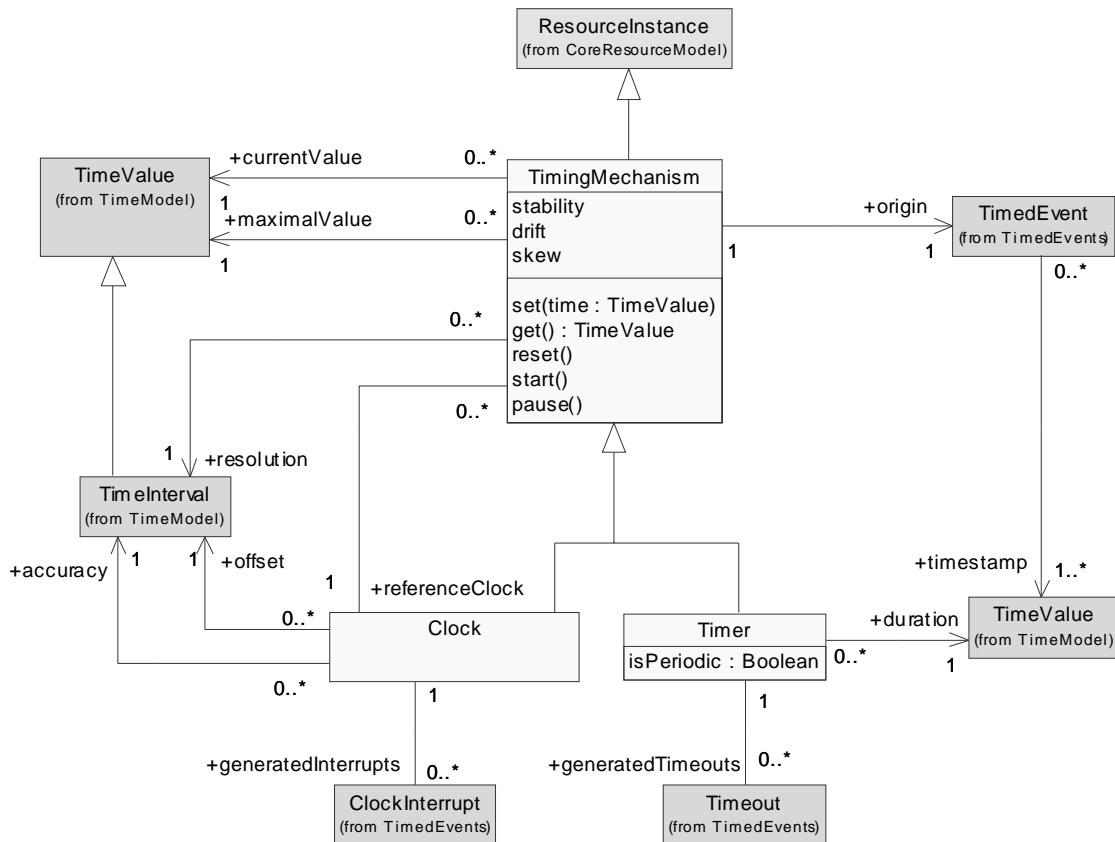 ResourceInstance
(from CoreResourceModel)
+currentValue
0..*
TimeValue
(from TimeModel)
1
TimingMechanism
+maximalValue
0..*
1
stability
drift
skew
+origin
1
1
TimedEvent
(from TimedEvents)
0..*
set(time : TimeValue)
get() : TimeValue
reset()
start()
pause()
0..*
0..*
1
+resolution
TimeInterval
(from TimeModel)
+accuracy
1
1
+offset
1
+referenceClock
0..*
Clock
0..*
1
Timer
isPeriodic : Boolean
1
+timestamp
1..*
+duration
0..*
1
TimeValue
(from TimeModel)
+generatedInterrupts
0..*
ClockInterrupt
(from TimedEvents)
+generatedTimeouts
0..*
Timeout
(from TimedEvents)